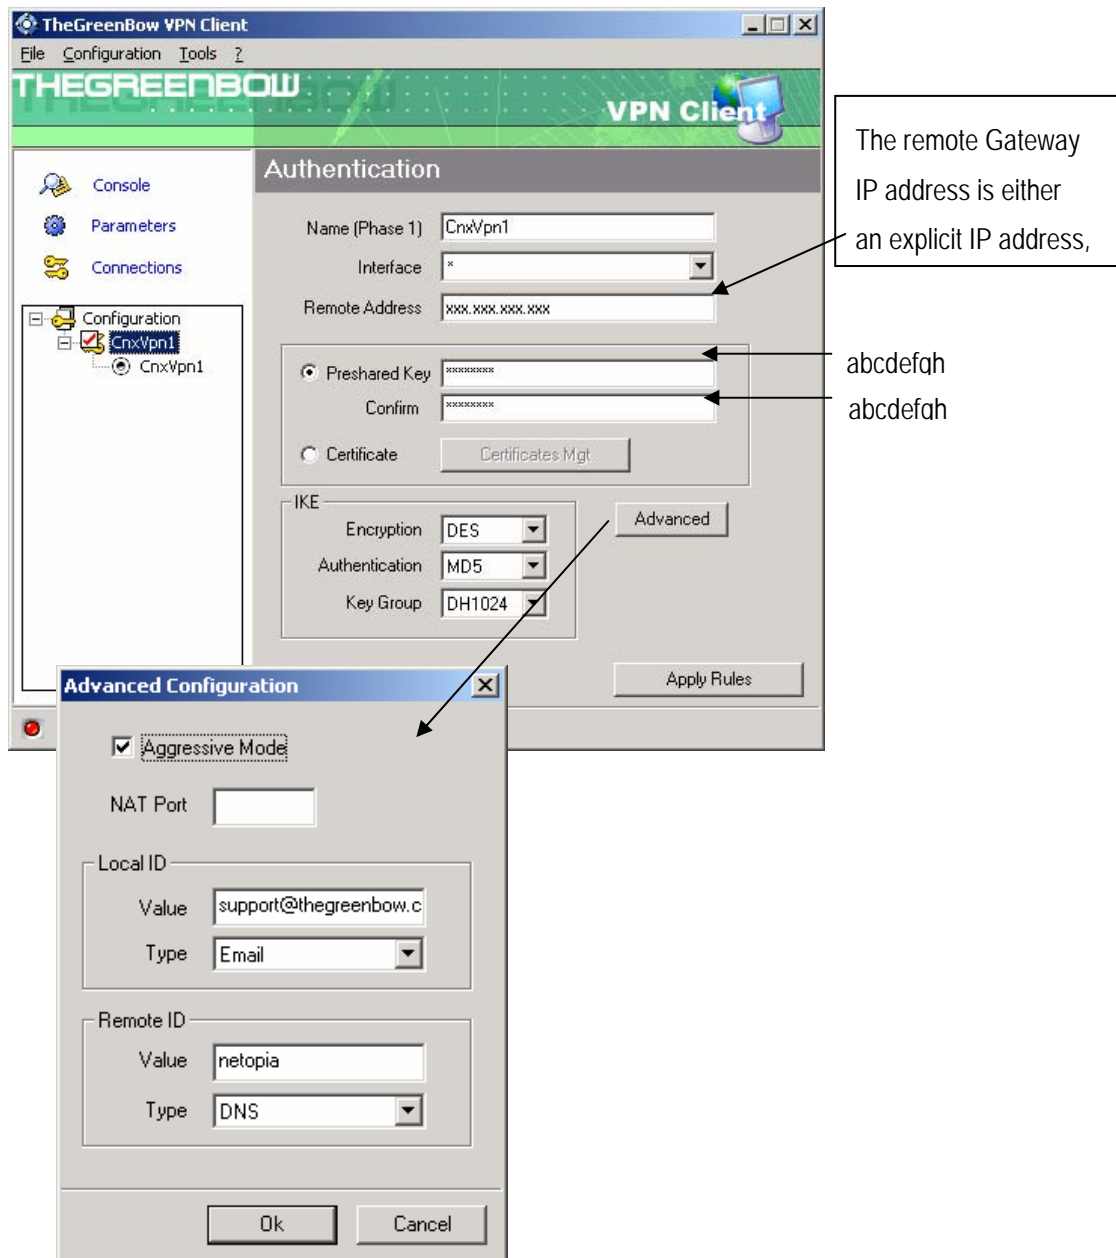 TheGreenBow VPN Client
File Configuration Tools ?
THEGREENBOW
VPN Client
Console
Parameters
Connections
Configuration
CnxVpn1
CnxVpn1
Authentication
Name (Phase 1) CnxVpn1
Interface *
Remote Address xxx.xxx.xxx.xxx
Preshared Key ********
Confirm ********
Certificate Certificates Mgt
IKE
Encryption DES
Authentication MD5
Key Group DH1024
Advanced
Apply Rules
The remote Gateway
IP address is either
an explicit IP address,
abcdefgh
abcdefgh
Advanced Configuration
Aggressive Mode
NAT Port
Local ID
Value support@thegreenbow.c
Type Email
Remote ID
Value netopia
Type DNS
Ok Cancel